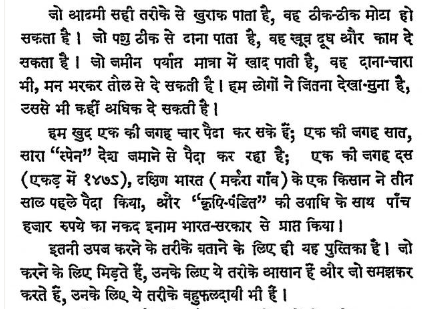 जो आदमी सही तरीके से खुराक पाता है, वह ठीक-ठीक मोटा हो
सकता है। जो पशु ठीक से दाना पाता है, वह खूब दूध और काम दे
सकता है। जो जमीन पर्याप्त मात्रा में खाद पाती है, वह दाना-चारा
भी, मन भरकर तौल से दे सकती है। हम लोगों ने जितना देखा-सुना है,
उससे भी कहीं अधिक दे सकती है।
हम खुद एक की जगह चार पैदा कर सके हैं; एक की जगह सात,
सारा “स्पेन” देश जमाने से पैदा कर रहा है; एक की जगह दस
(एकड़ में १४७ऽ), दक्षिण भारत (मर्करा गाँव) के एक किसान ने तीन
साल पहले पैदा किया, और “कृषि-पंडित” की उपाधि के साथ पाँच
हजार रुपये का नकद इनाम भारत-सरकार से प्राप्त किया।
इतनी उपज करने के तरीके बताने के लिए ही यह पुस्तिका है। जो
करने के लिए भिड़ते हैं, उनके लिए ये तरीके आसान हैं और जो समझकर
करते हैं, उनके लिए ये तरीके बहुफलदायी भी हैं।